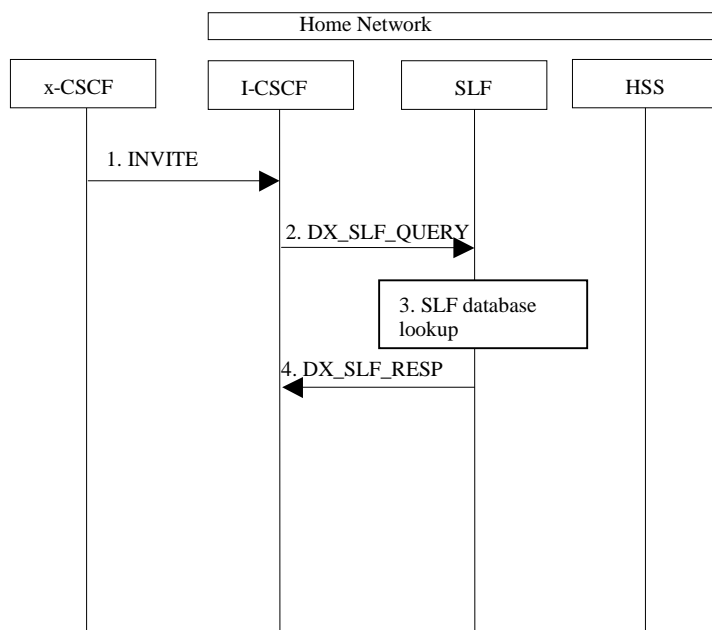 Home Network
x-CSCF
I-CSCF
SLF
HSS
1. INVITE
2. DX_SLF_QUERY
3. SLF database
lookup
4. DX_SLF_RESP